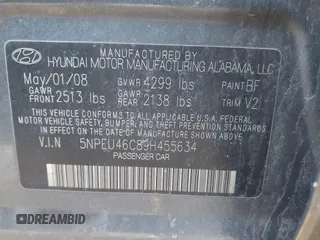 MANUFACTURED BY
HYUNDAI MOTOR MANUFACTURING ALABAMA, LLC
May/01/08 GVWR 4299 lbs PAINT BF
GAWR FRONT 2513 lbs GAWR REAR 2138 lbs TRIM V2
THIS VEHICLE CONFORMS TO ALL APPLICABLE U.S. FEDERAL
MOTOR VEHICLE SAFETY, BUMPER, AND THEFT PREVENTION
STANDARDS IN EFFECT ON THE DATE OF MANUFACTURE
SHOWN ABOVE.
V.I.N 5NPEU46C89H455634
PASSENGER CAR
DREAMBID